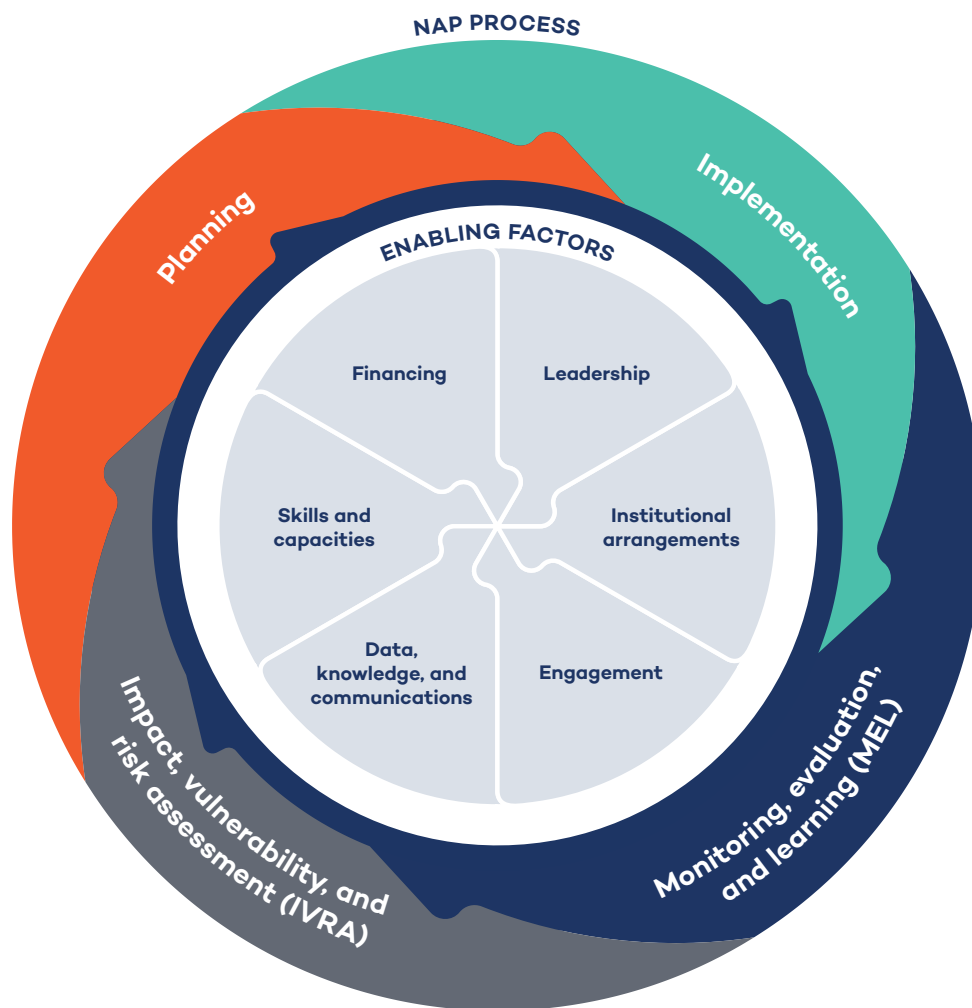 NAP PROCESS
Planning
Implementation
ENABLING FACTORS
Financing
Leadership
Skills and
capacities
Institutional
arrangements
Data,
knowledge, and
communications
Engagement
Impact, vulnerability, and
risk assessment (IVRA)
Monitoring, evaluation,
and learning (MEL)